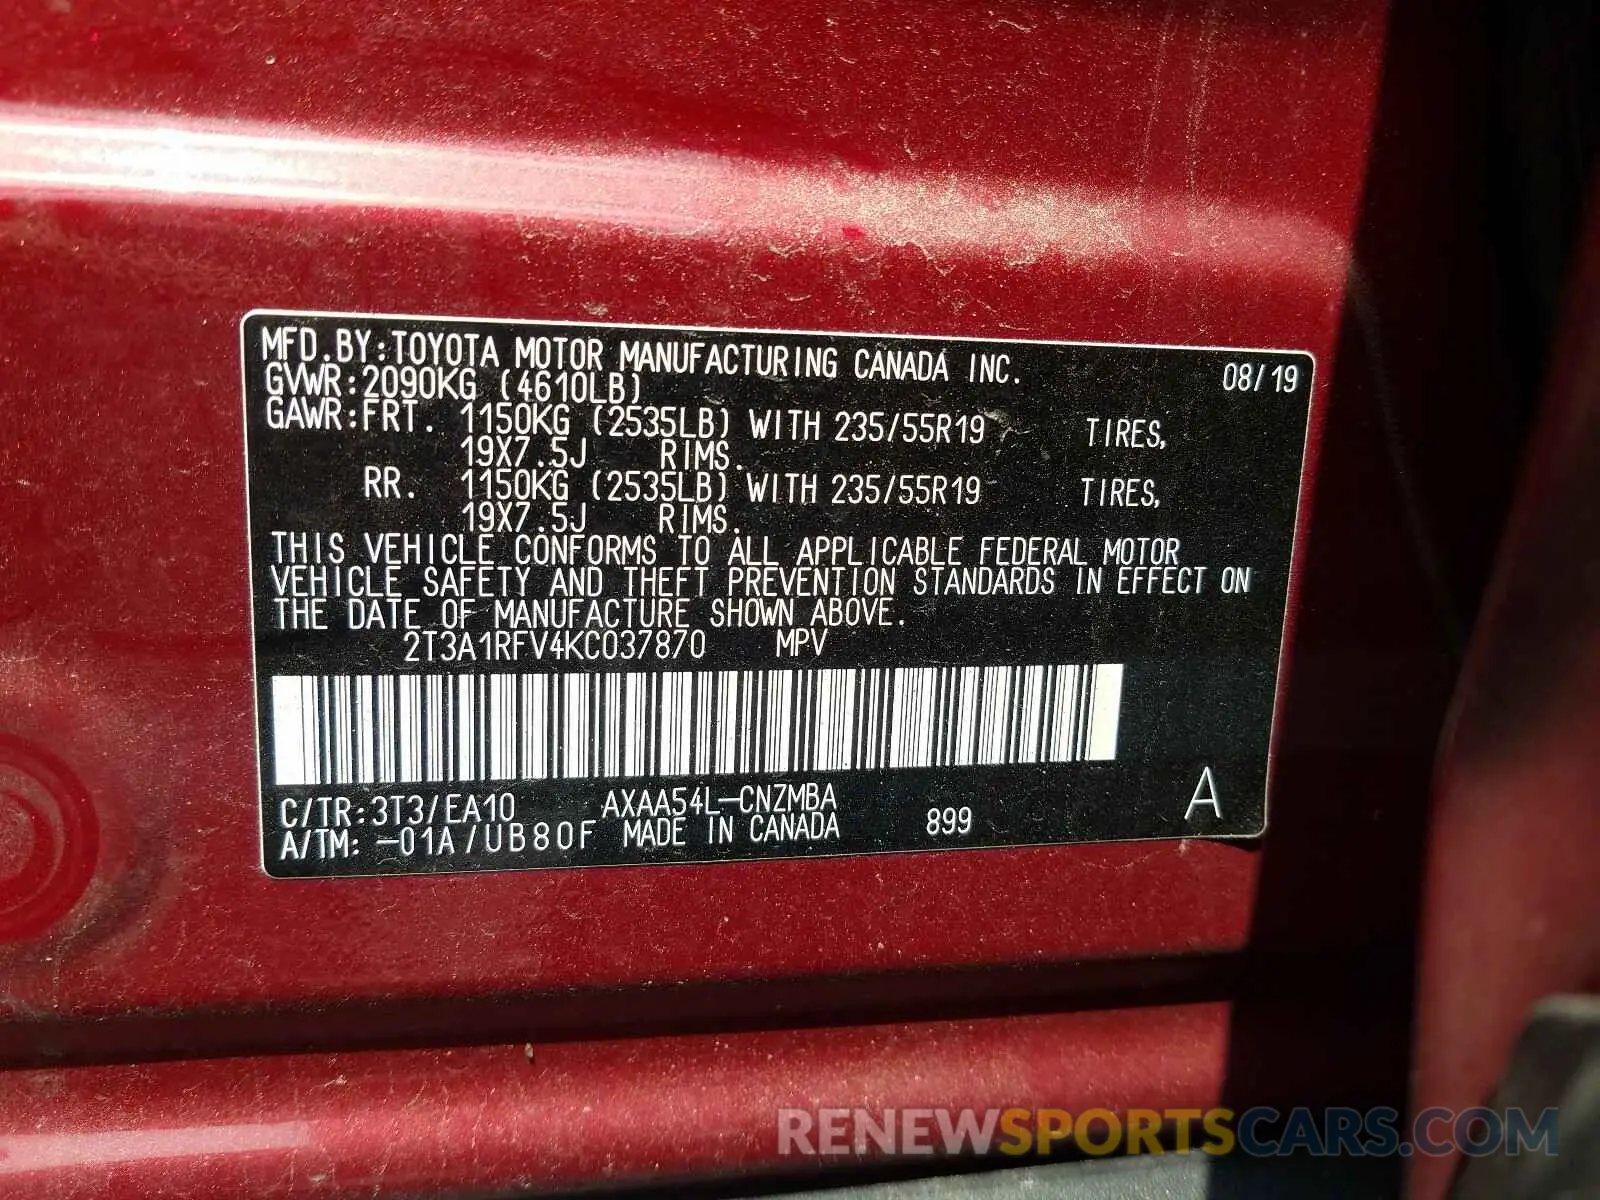 MFD.BY:TOYOTA MOTOR MANUFACTURING CANADA INC. 08/19
GVWR:2090KG (4610LB)
GAWR:FRT. 1150KG (2535LB) WITH 235/55R19 TIRES,
19X7.5J RIMS.
RR. 1150KG (2535LB) WITH 235/55R19 TIRES,
19X7.5J RIMS.
THIS VEHICLE CONFORMS TO ALL APPLICABLE FEDERAL MOTOR
VEHICLE SAFETY AND THEFT PREVENTION STANDARDS IN EFFECT ON
THE DATE OF MANUFACTURE SHOWN ABOVE.
2T3A1RFV4KC037870 MPV
C/TR:3T3/EA10 AXAA54L-CNZMBA A
A/TM: -01A/UB80F MADE IN CANADA 899
RENEWSPORTSCARS.COM